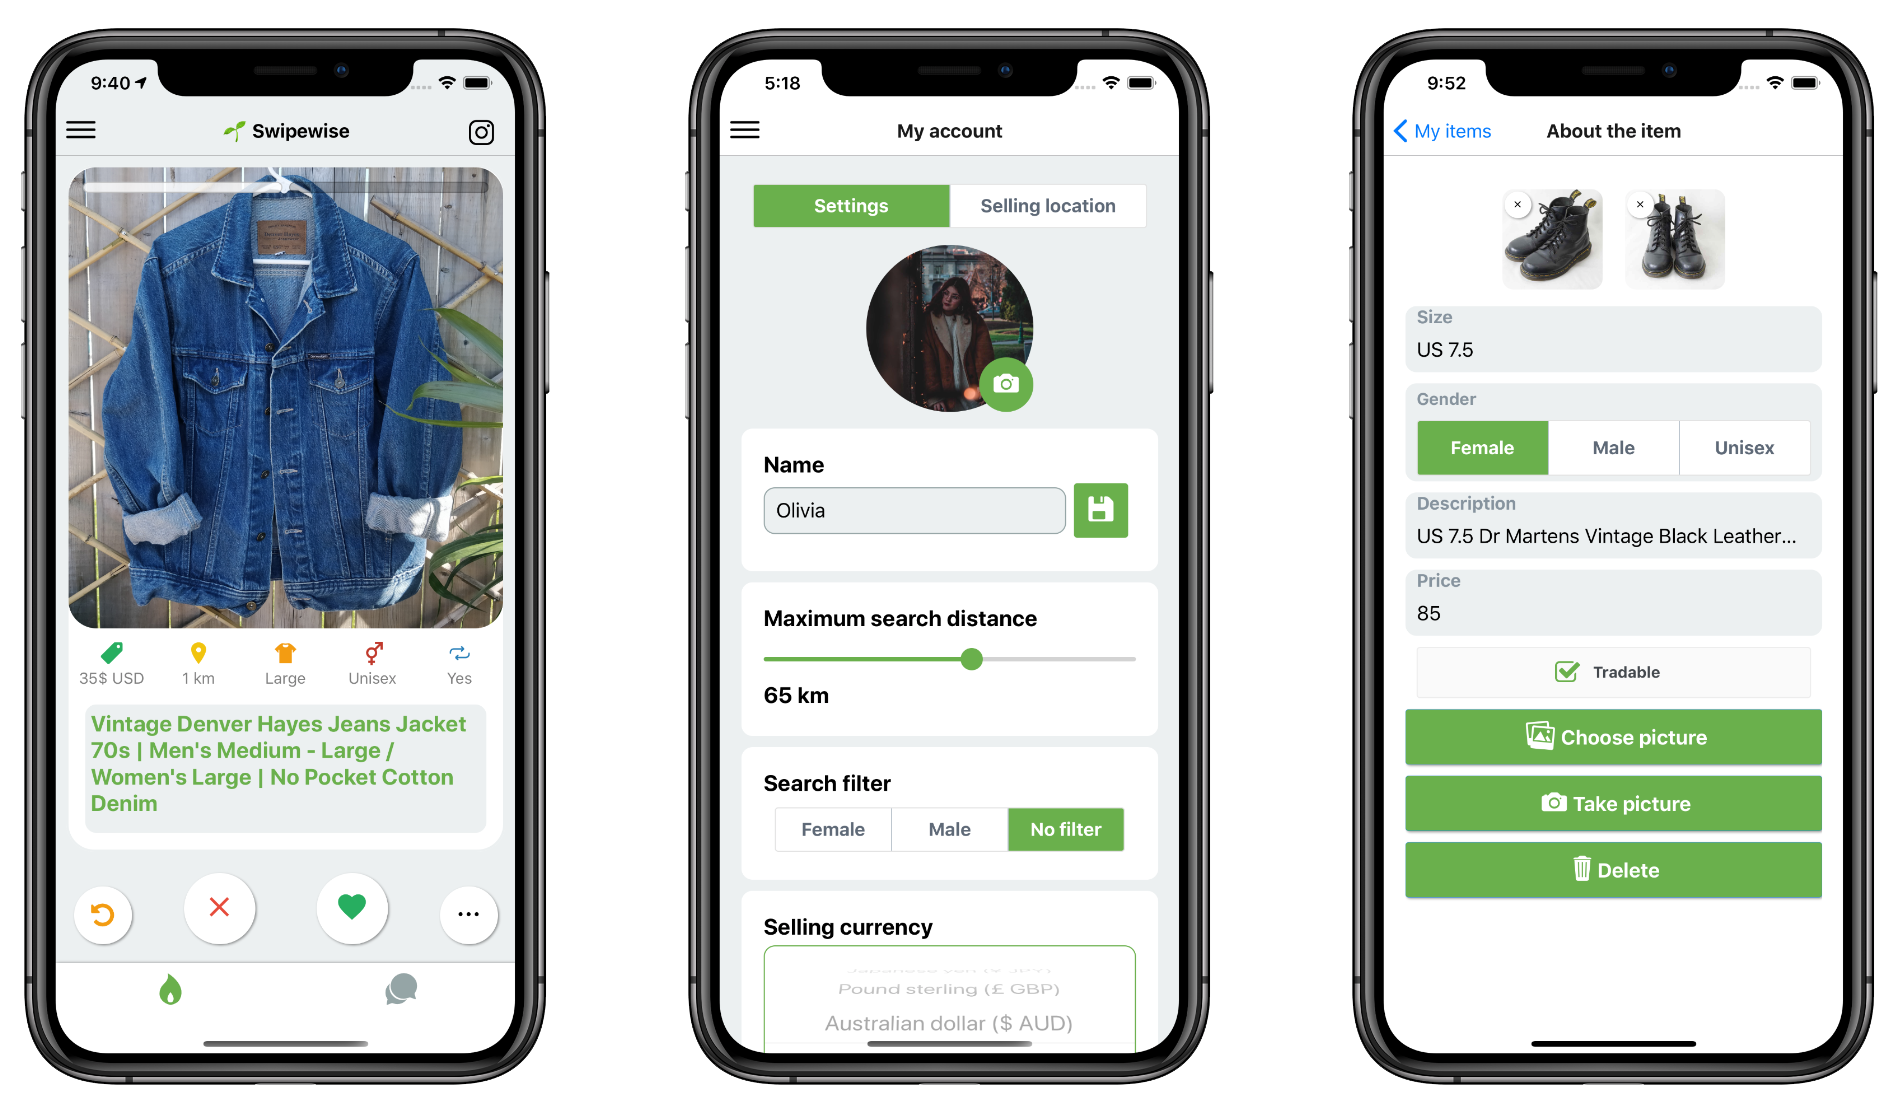 9:40
Swipewise
35$ USD
1 km
Large
Unisex
Yes
Vintage Denver Hayes Jeans Jacket
70s | Men's Medium - Large /
Women's Large | No Pocket Cotton
Denim
5:18
My account
Settings
Selling location
Name
Olivia
Maximum search distance
65 km
Search filter
Female
Male
No filter
Selling currency
Pound sterling (£ GBP)
Australian dollar ($ AUD)
9:52
My items
About the item
Size
US 7.5
Gender
Female
Male
Unisex
Description
US 7.5 Dr Martens Vintage Black Leather...
Price
85
Tradable
Choose picture
Take picture
Delete